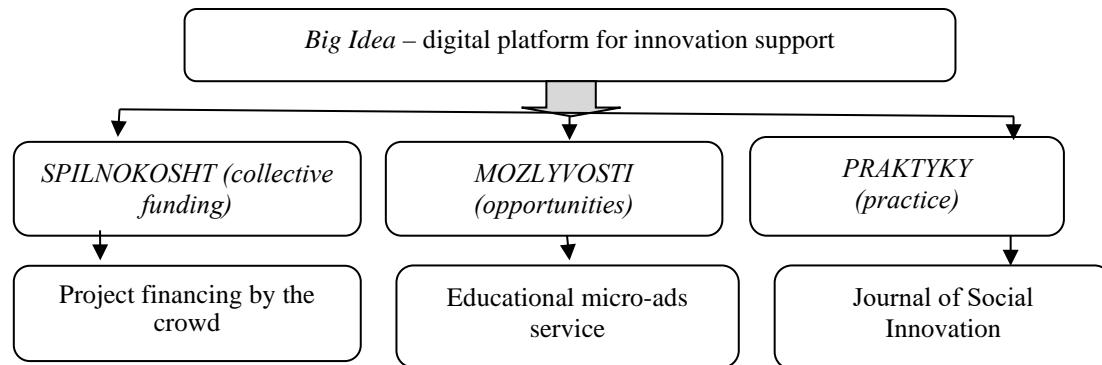 Big Idea – digital platform for innovation support
SPILNOKOSHT (collective
funding)
MOZLYVOSTI
(opportunities)
PRAKTYKY
(practice)
Project financing by the
crowd
Educational micro-ads
service
Journal of Social
Innovation